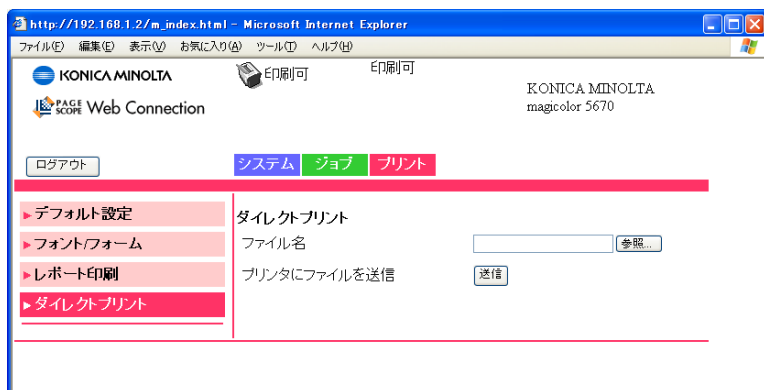 http://192.168.1.2/m_index.html - Microsoft Internet Explorer
ファイル(F) 編集(E) 表示(V) お気に入り(A) ツール(T) ヘルプ(H)
KONICA MINOLTA
印刷可
印刷可
KONICA MINOLTA
magicolor 5670
PAGE SCOPE Web Connection
ログアウト
システム ジョブ プリント
デフォルト設定
フォント/フォーム
レポート印刷
ダイレクトプリント
ダイレクトプリント
ファイル名 参照...
プリンタにファイルを送信 送信